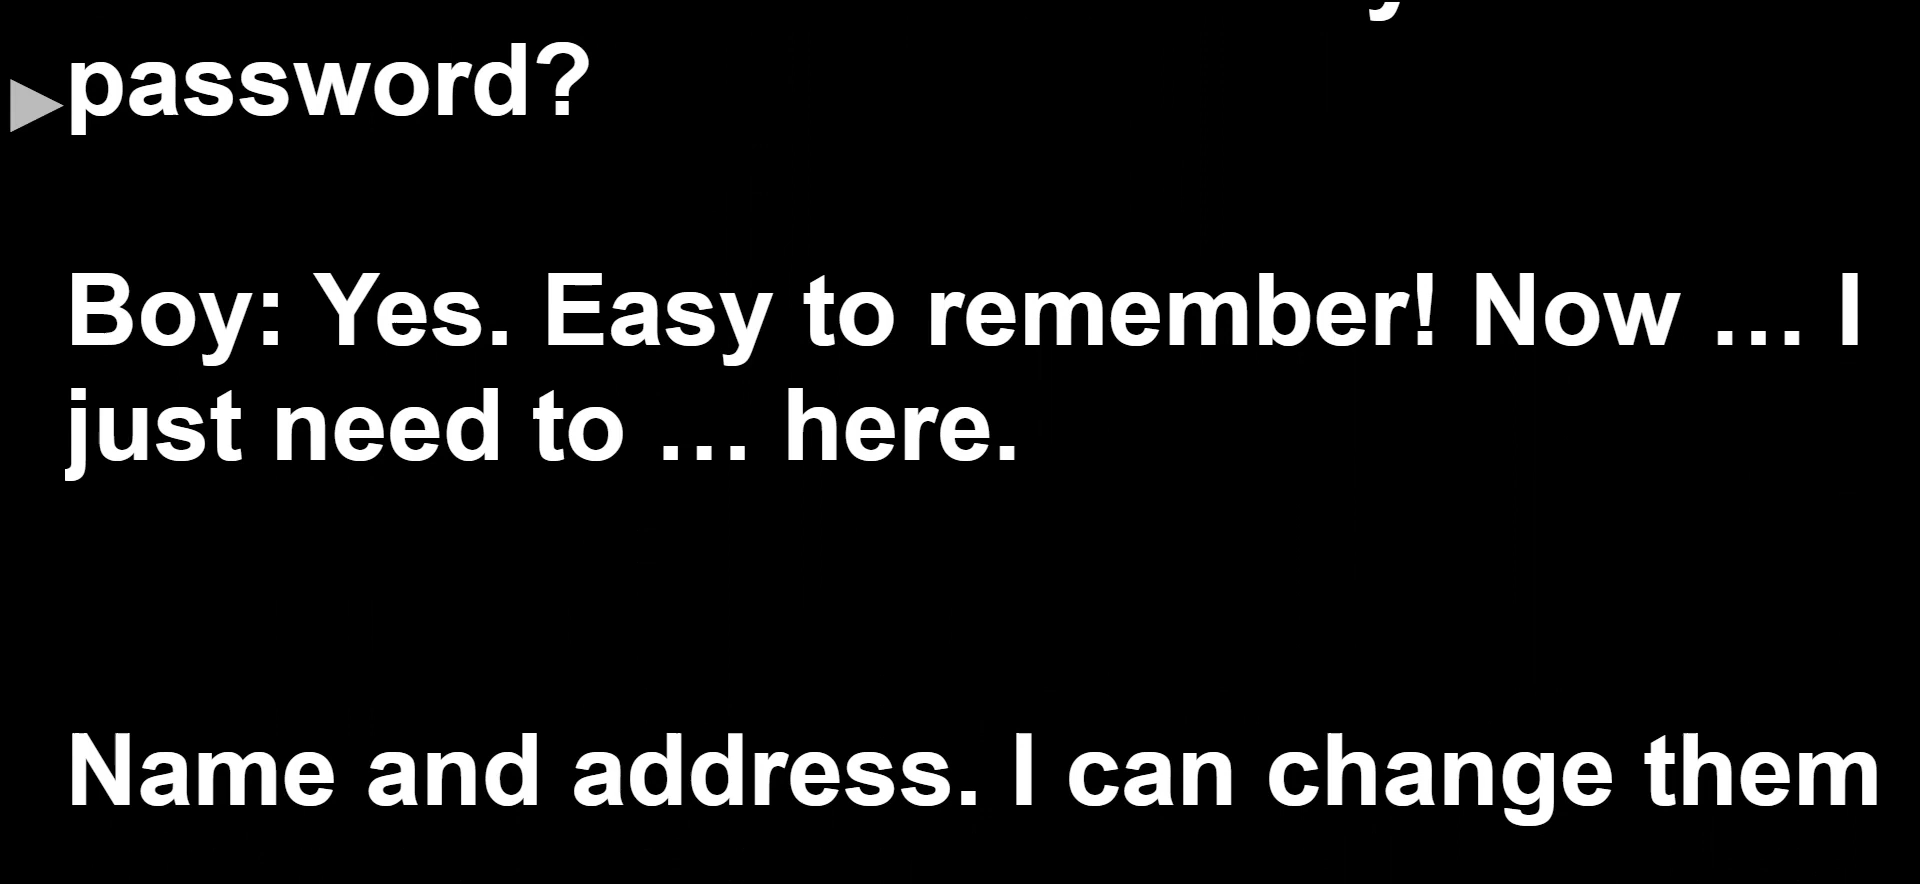 password?
Boy: Yes. Easy to remember! Now … I
just need to … here.
Name and address. I can change them